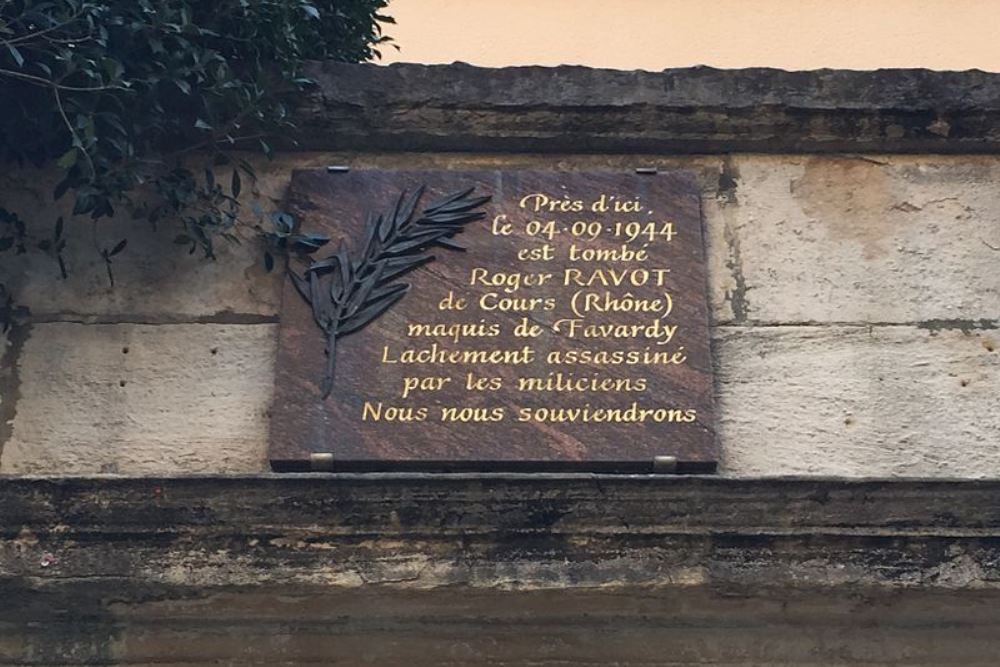 Près d'ici,
le 04-09-1944
est tombé
Roger RAVOT
de Cours (Rhône)
maquis de Favardy
Lachement assassiné
par les miliciens
Nous nous souviendrons